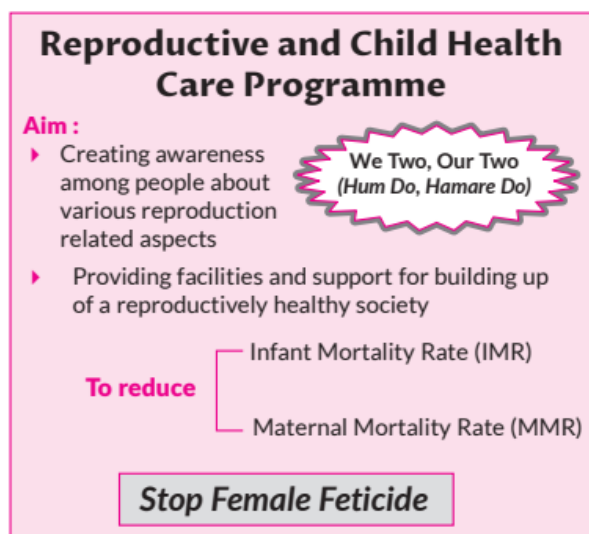 Reproductive and Child Health
Care Programme
Aim :
Creating awareness
among people about
various reproduction
related aspects
We Two, Our Two
(Hum Do, Hamare Do)
Providing facilities and support for building up
of a reproductively healthy society
To reduce
Infant Mortality Rate (IMR)
Maternal Mortality Rate (MMR)
Stop Female Feticide